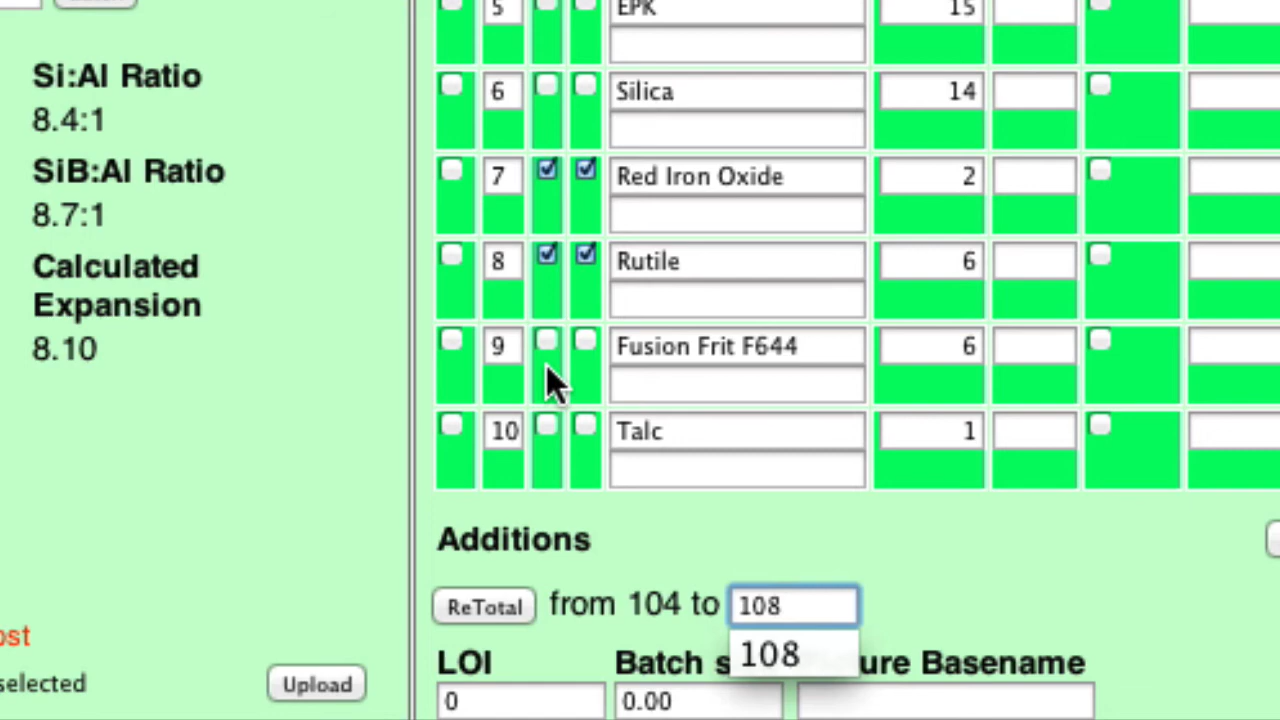 Si:Al Ratio
8.4:1
SiB:Al Ratio
8.7:1
Calculated
Expansion
8.10
ost
selected
Upload
5 EPK 15
6 Silica 14
7 Red Iron Oxide 2
8 Rutile 6
9 Fusion Frit F644 6
10 Talc 1
Additions
ReTotal from 104 to 108
108
LOI Batch s ure Basename
0 0.00